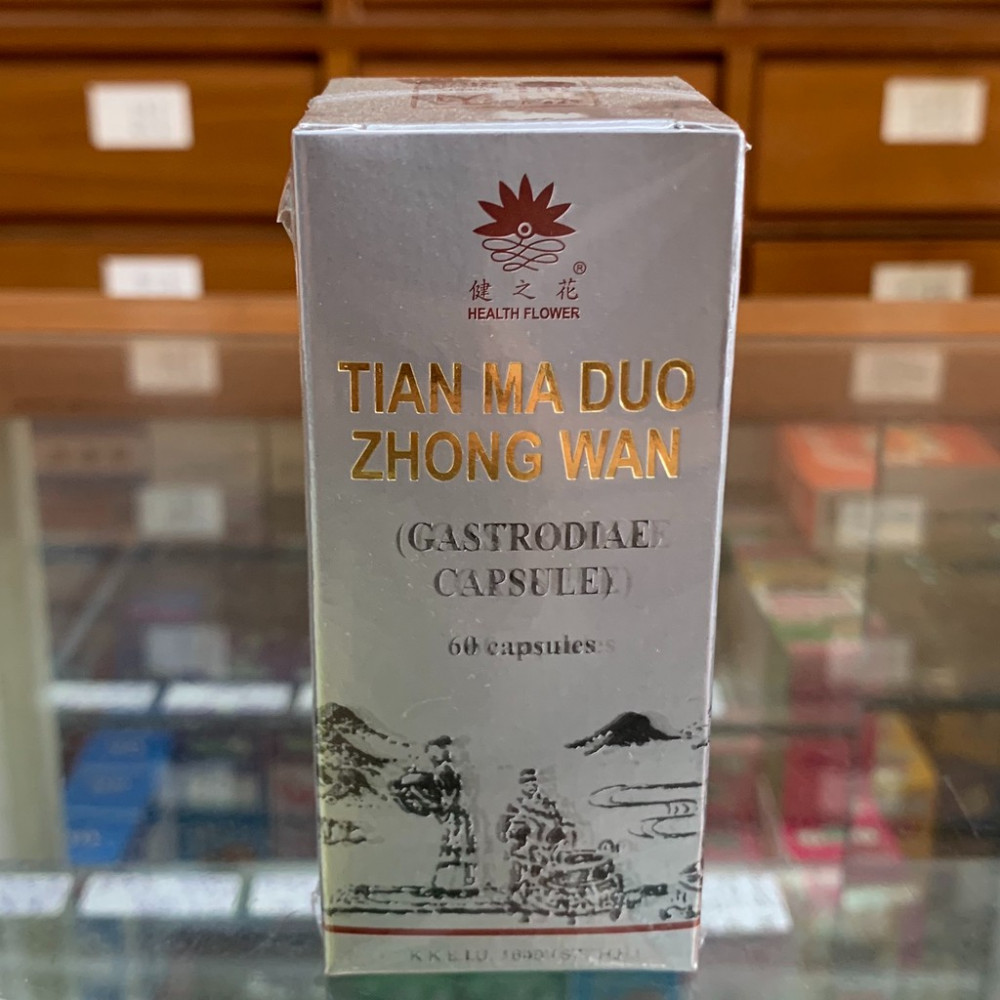 ®
健之花
HEALTH FLOWER
TIAN MA DUO
ZHONG WAN
(GASTRODIAE
CAPSULE)
60 capsules